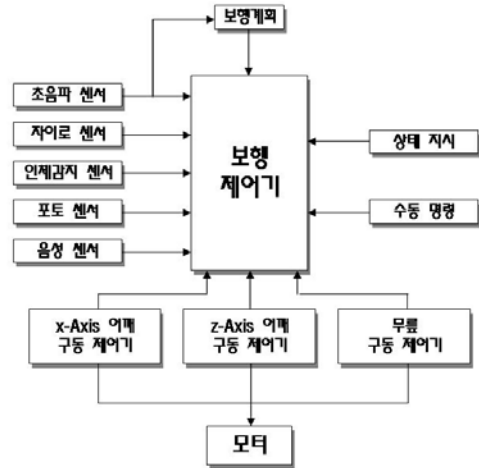 보행계획
초음파 센서
자이로 센서
인체감지 센서
포토 센서
음성 센서
보행
제어기
상태 지시
수동 명령
x-Axis 어깨
구동 제어기
z-Axis 어깨
구동 제어기
무릎
구동 제어기
모터